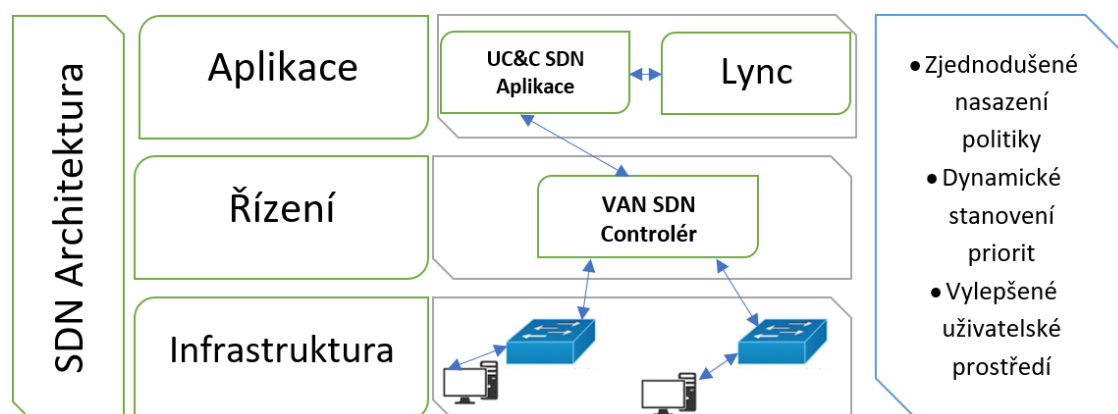 SDN Architektura
Aplikace
UC&C SDN
Aplikace
Lync
Řízení
VAN SDN
Controlér
Infrastruktura
• Zjednodušené
nasazení
politiky
• Dynamické
stanovení
priorit
• Vylepšené
uživatelské
prostředí